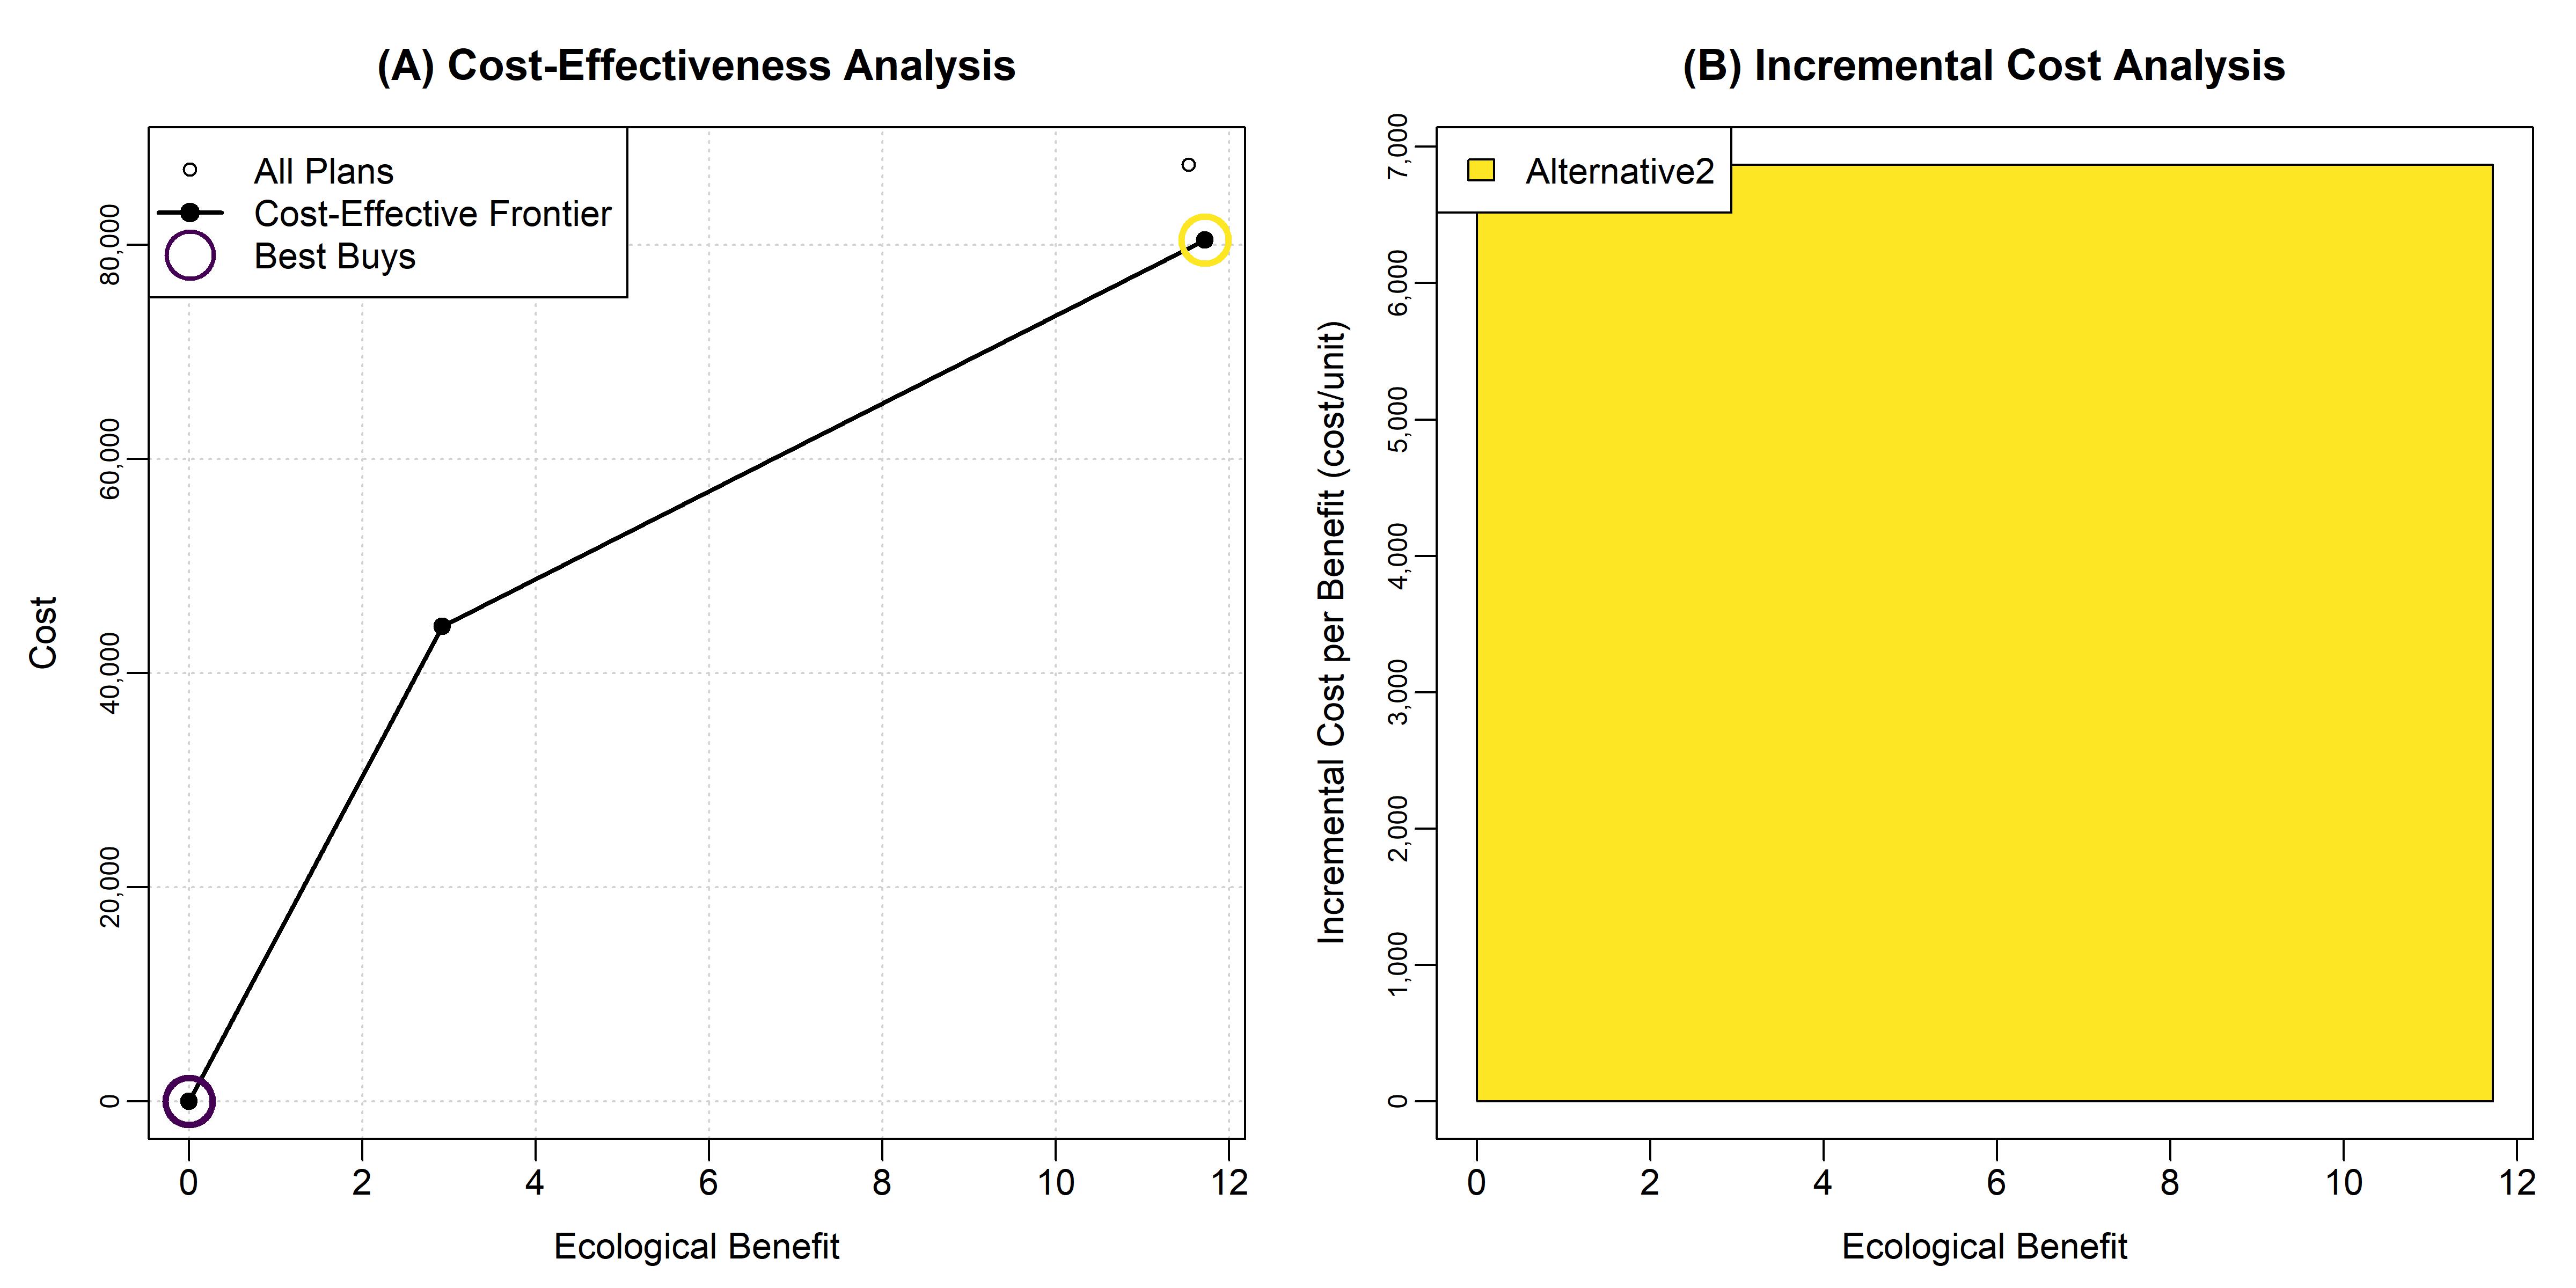 (A) Cost-Effectiveness Analysis
All Plans
Cost-Effective Frontier
Best Buys
Cost
80,000
60,000
40,000
20,000
0
0 2 4 6 8 10 12
Ecological Benefit
(B) Incremental Cost Analysis
Alternative2
Incremental Cost per Benefit (cost/unit)
7,000
6,000
5,000
4,000
3,000
2,000
1,000
0
0 2 4 6 8 10 12
Ecological Benefit